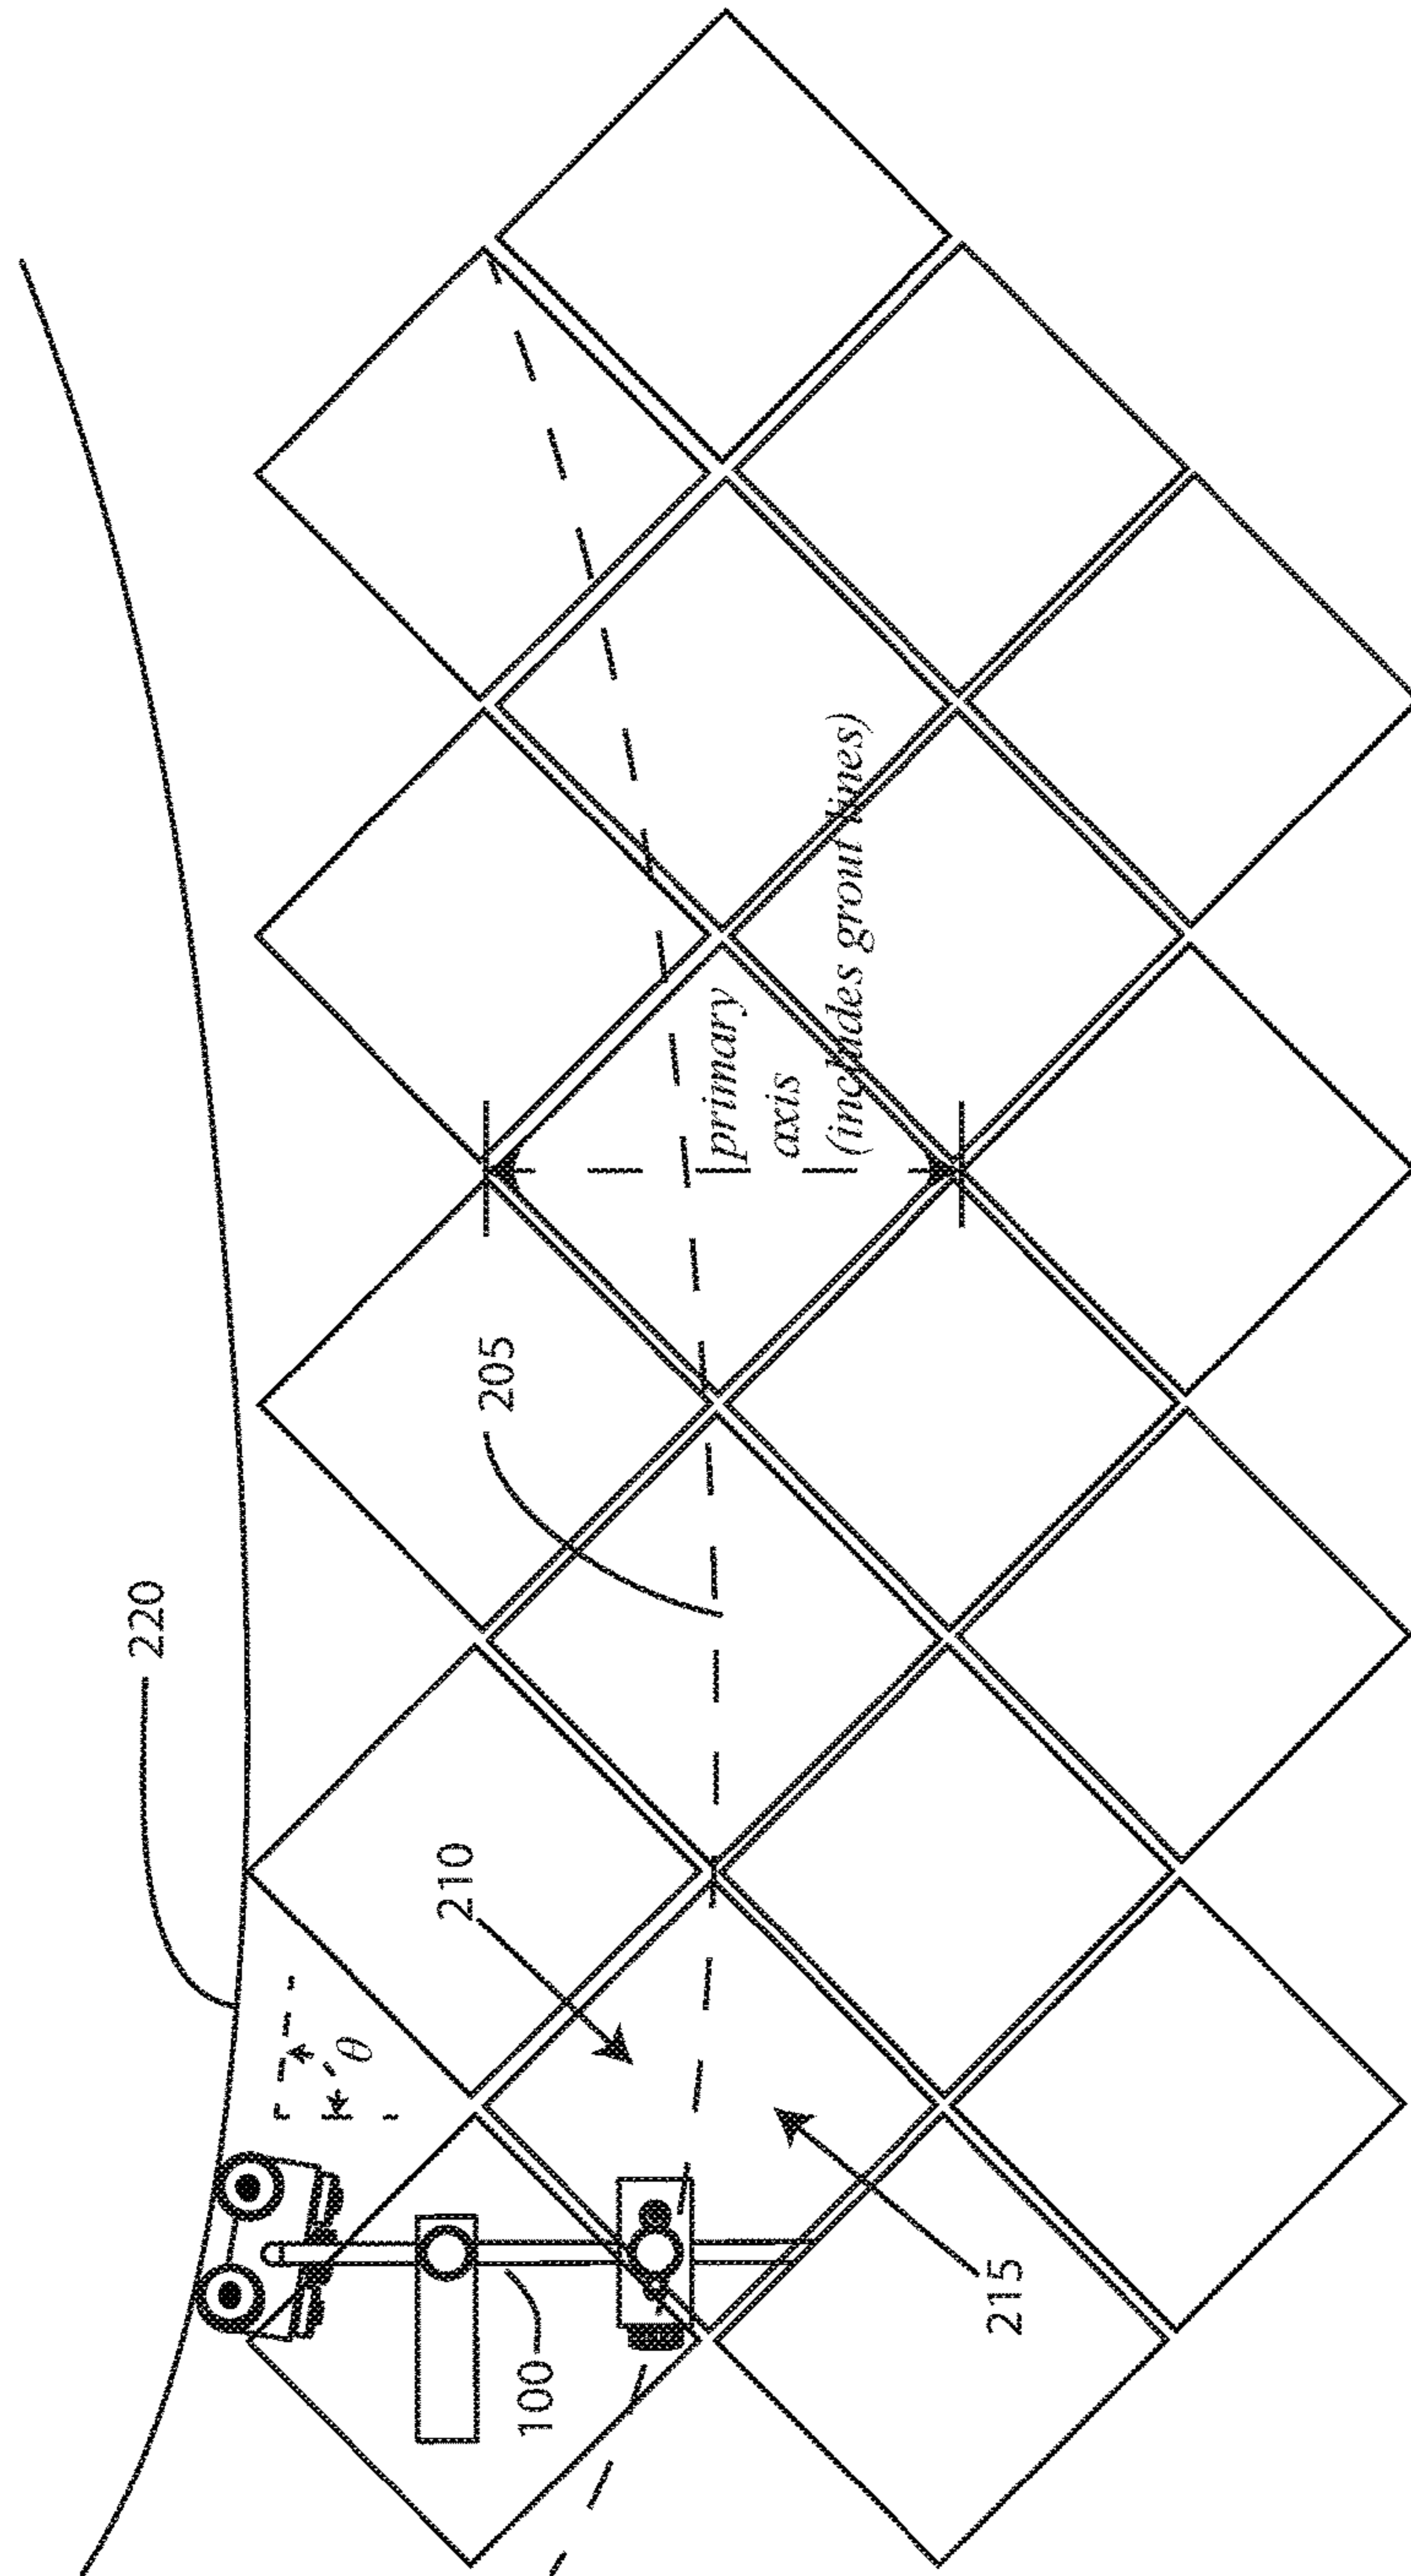 220
205
primary
axis
(includes grout lines)
210
θ
100
215